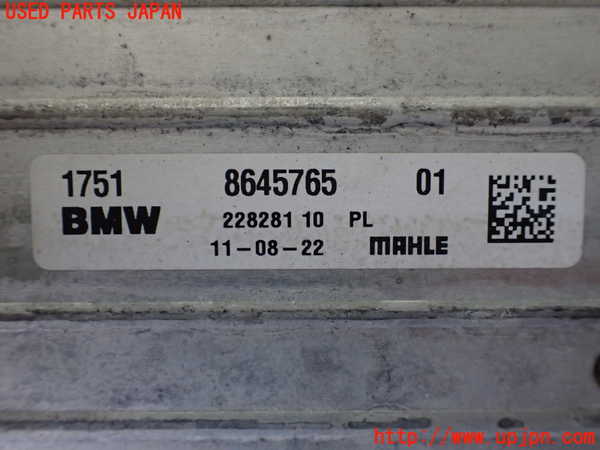 USED PARTS JAPAN
1751 8645765 01
BMW 228281 10 PL
11-08-22 MAHLE
http://www.upjpn.com